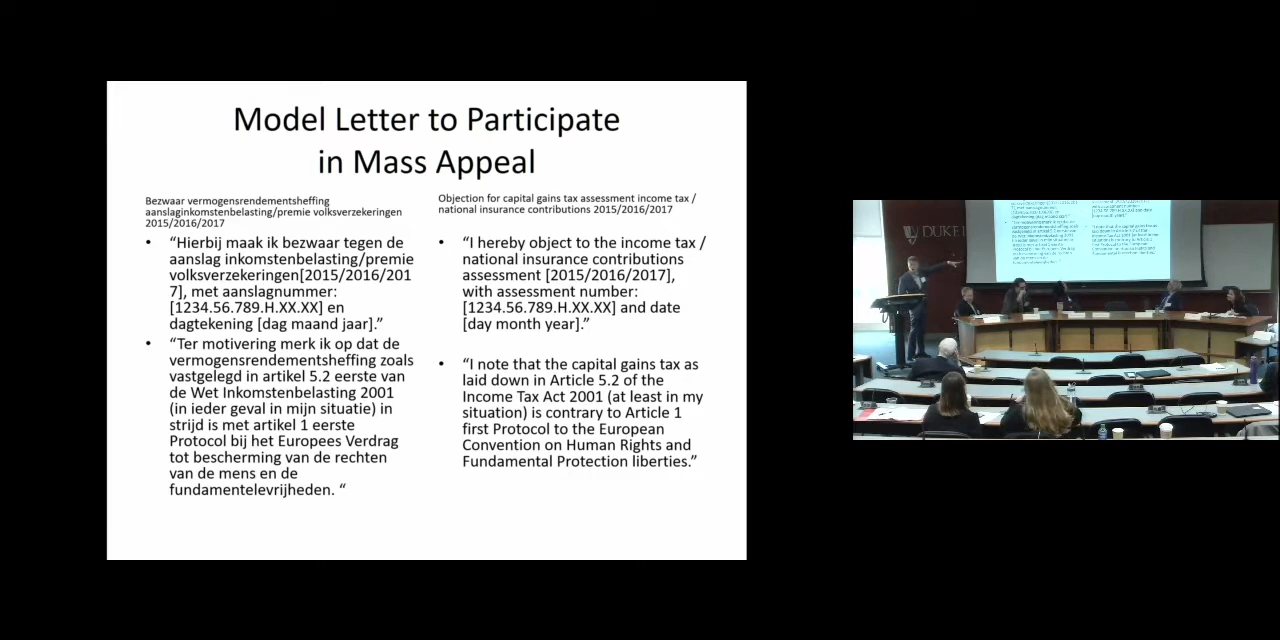 Model Letter to Participate
in Mass Appeal
Bezwaar vermogensrendementsheffing
aanslaginkomstenbelasting/premie volksverzekeringen
2015/2016/2017
• “Hierbij maak ik bezwaar tegen de
aanslag inkomstenbelasting/premie
volksverzekeringen[2015/2016/201
7], met aanslagnummer:
[1234.56.789.H.XX.XX] en
dagtekening [dag maand jaar].”
• “Ter motivering merk ik op dat de
vermogensrendementsheffing zoals
vastgelegd in artikel 5.2 eerste van
de Wet Inkomstenbelasting 2001
(in ieder geval in mijn situatie) in
strijd is met artikel 1 eerste
Protocol bij het Europees Verdrag
tot bescherming van de rechten
van de mens en de
fundamentelevrijheden. “
Objection for capital gains tax assessment income tax /
national insurance contributions 2015/2016/2017
• “I hereby object to the income tax /
national insurance contributions
assessment [2015/2016/2017],
with assessment number:
[1234.56.789.H.XX.XX] and date
[day month year].”
• “I note that the capital gains tax as
laid down in Article 5.2 of the
Income Tax Act 2001 (at least in my
situation) is contrary to Article 1
first Protocol to the European
Convention on Human Rights and
Fundamental Protection liberties.”
DUKE